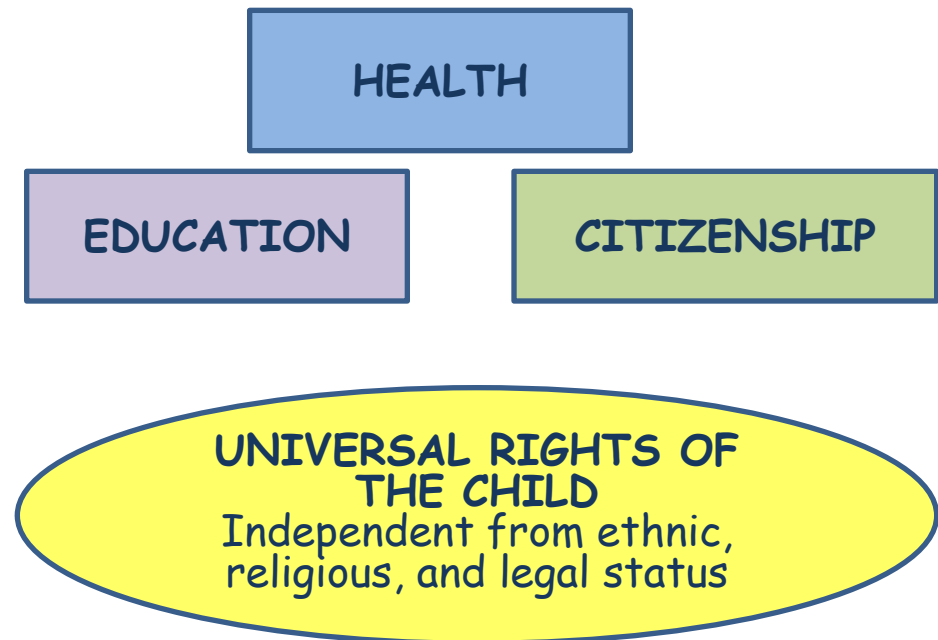 HEALTH
EDUCATION
CITIZENSHIP
UNIVERSAL RIGHTS OF
THE CHILD
Independent from ethnic,
religious, and legal status